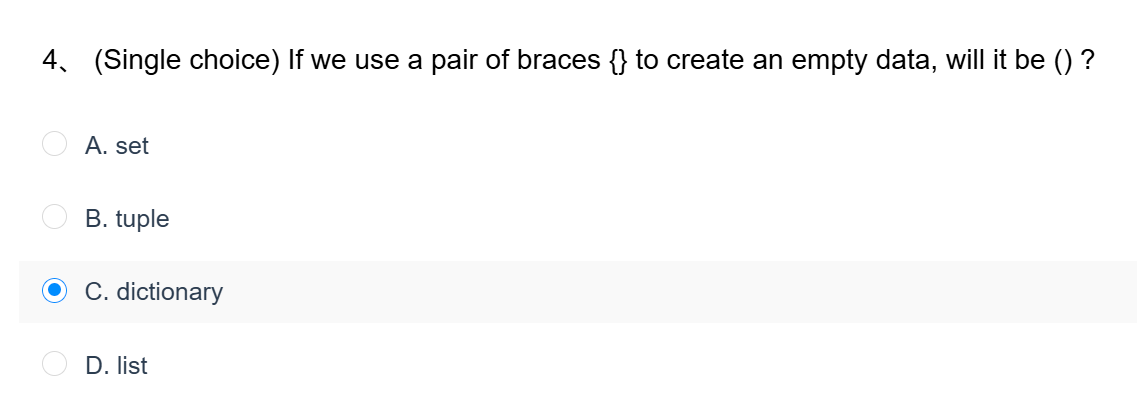 4、 (Single choice) If we use a pair of braces {} to create an empty data, will it be () ?
A. set
B. tuple
C. dictionary
D. list